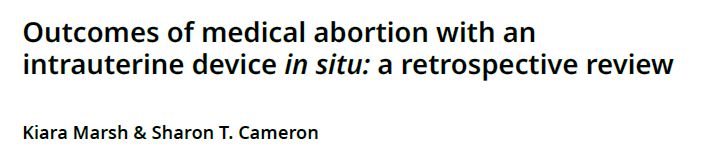 Outcomes of medical abortion with an
intrauterine device in situ: a retrospective review
Kiara Marsh & Sharon T. Cameron